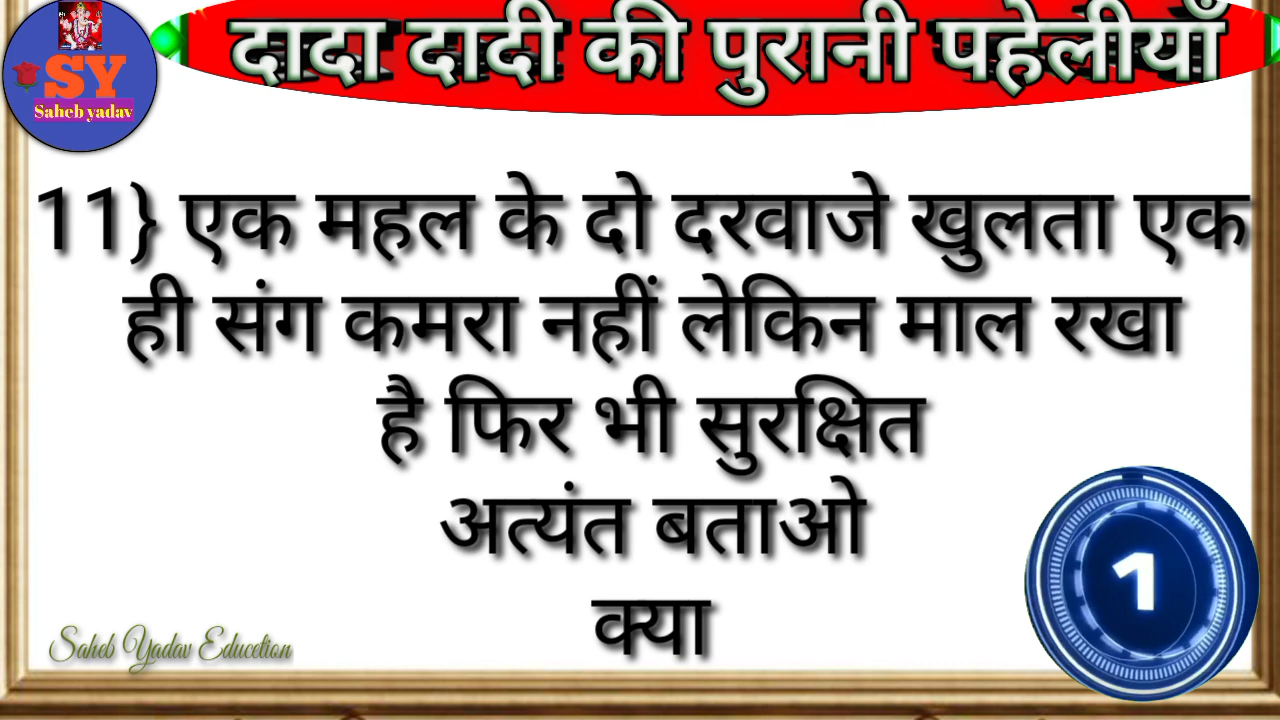 दादा दादी की पुरानी पहेलीयाँ
SY
Saheb yadav
11} एक महल के दो दरवाजे खुलता एक
ही संग कमरा नहीं लेकिन माल रखा
है फिर भी सुरक्षित
अत्यंत बताओ
क्या
1
Saheb Yadav Education